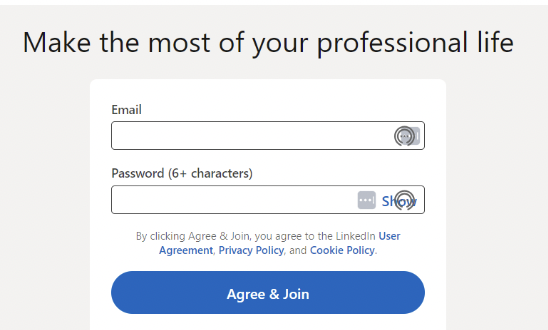 Make the most of your professional life
Email
Password (6+ characters)
Show
By clicking Agree & Join, you agree to the LinkedIn User
Agreement, Privacy Policy, and Cookie Policy.
Agree & Join